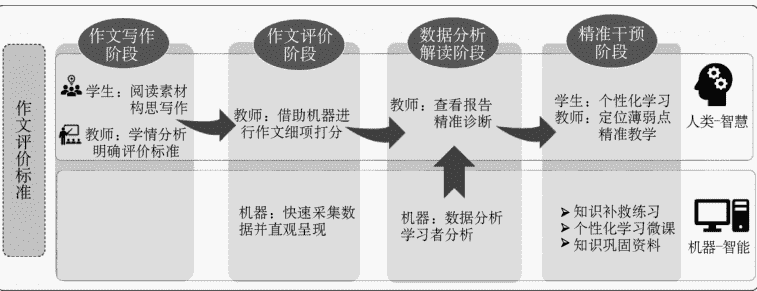 作文评价标准
作文写作
阶段
学生：阅读素材
构思写作
教师：学情分析
明确评价标准
作文评价
阶段
教师：借助机器进
行作文细项打分
机器：快速采集数
据并直观呈现
数据分析
解读阶段
教师：查看报告
精准诊断
机器：数据分析
学习者分析
精准干预
阶段
学生：个性化学习
教师：定位薄弱点
精准教学
➢ 知识补救练习
➢ 个性化学习微课
➢ 知识巩固资料
人类-智慧
机器-智能